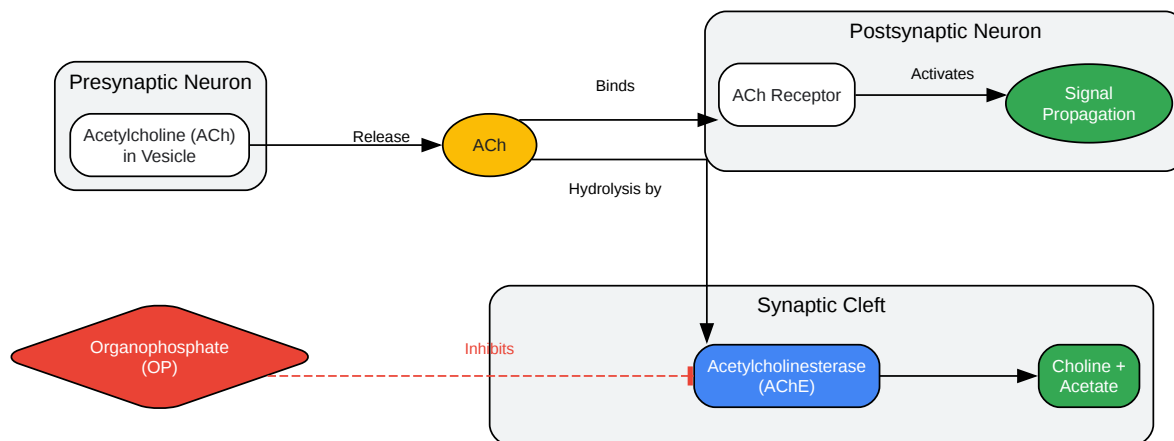 Presynaptic Neuron
Acetylcholine (ACh)
in Vesicle
Release
ACh
Binds
Hydrolysis by
Postsynaptic Neuron
ACh Receptor
Activates
Signal
Propagation
Organophosphate
(OP)
Inhibits
Synaptic Cleft
Acetylcholinesterase
(AChE)
Choline +
Acetate